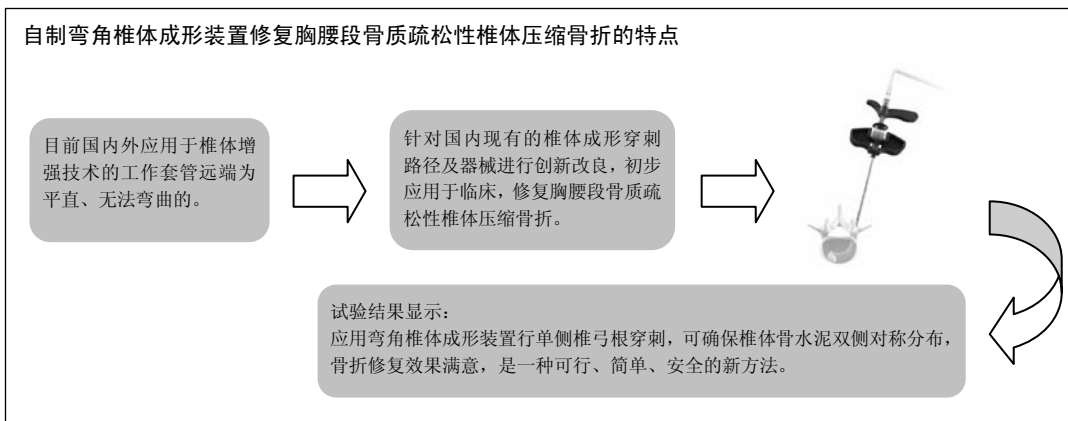 自制弯角椎体成形装置修复胸腰段骨质疏松性椎体压缩骨折的特点
目前国内外应用于椎体增
强技术的工作套管远端为
平直、无法弯曲的。
针对国内现有的椎体成形穿刺
路径及器械进行创新改良，初步
应用于临床，修复胸腰段骨质疏
松性椎体压缩骨折。
试验结果显示：
应用弯角椎体成形装置行单侧椎弓根穿刺，可确保椎体骨水泥双侧对称分布，
骨折修复效果满意，是一种可行、简单、安全的新方法。